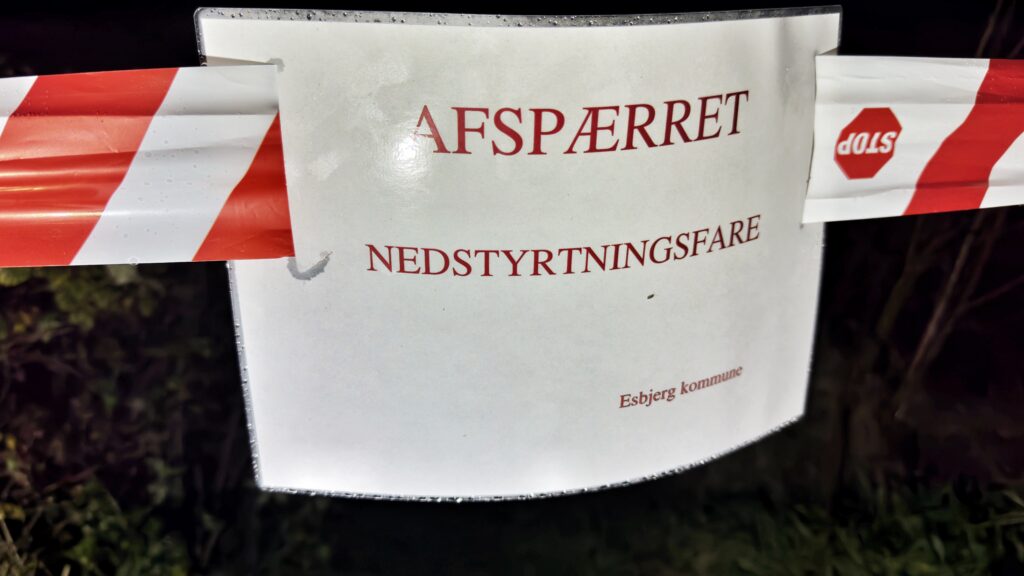 AFSPÆRRET
STOP
NEDSTYRTNINGSFARE
Esbjerg kommune